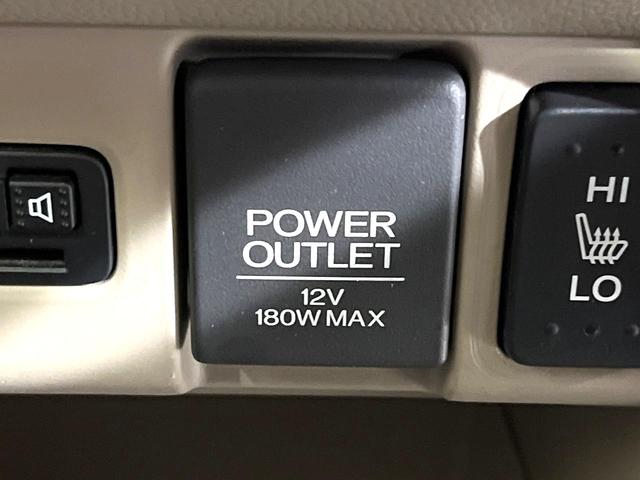 POWER
OUTLET
12V
180W MAX
HI
LO